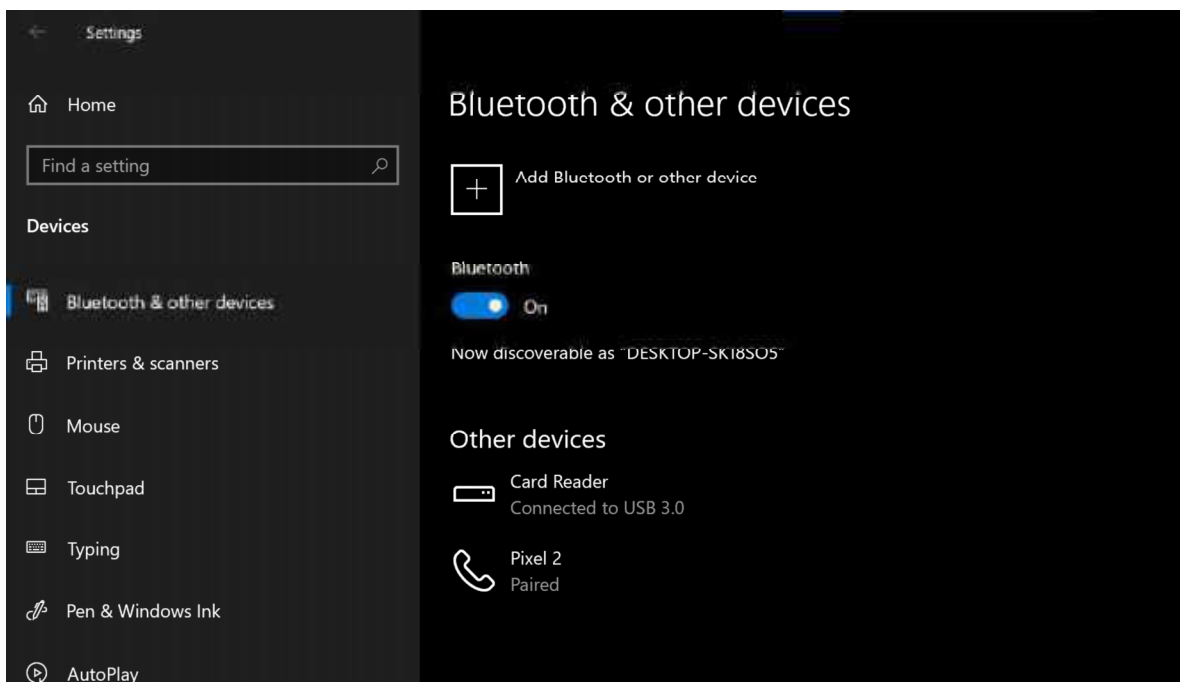 Settings
Home
Find a setting
Devices
Bluetooth & other devices
Printers & scanners
Mouse
Touchpad
Typing
Pen & Windows Ink
AutoPlay
Bluetooth & other devices
Add Bluetooth or other device
Bluetooth
On
Now discoverable as "DESKTOP-SK18SO5"
Other devices
Card Reader
Connected to USB 3.0
Pixel 2
Paired